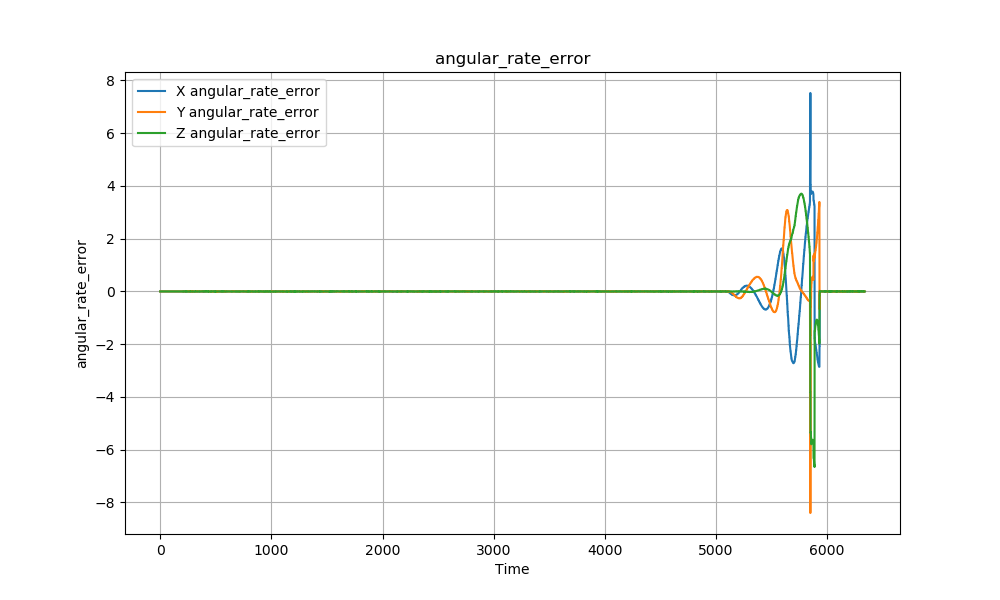 angular_rate_error
X angular_rate_error
Y angular_rate_error
Z angular_rate_error
angular_rate_error
8
6
4
2
0
−2
−4
−6
−8
0 1000 2000 3000 4000 5000 6000
Time